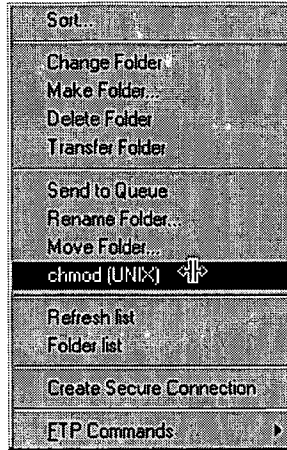 Sort...
Change Folder
Make Folder...
Delete Folder
Transfer Folder
Send to Queue
Rename Folder...
Move Folder...
chmod (UNIX)
Refresh list
Folder list
Create Secure Connection
FTP Commands